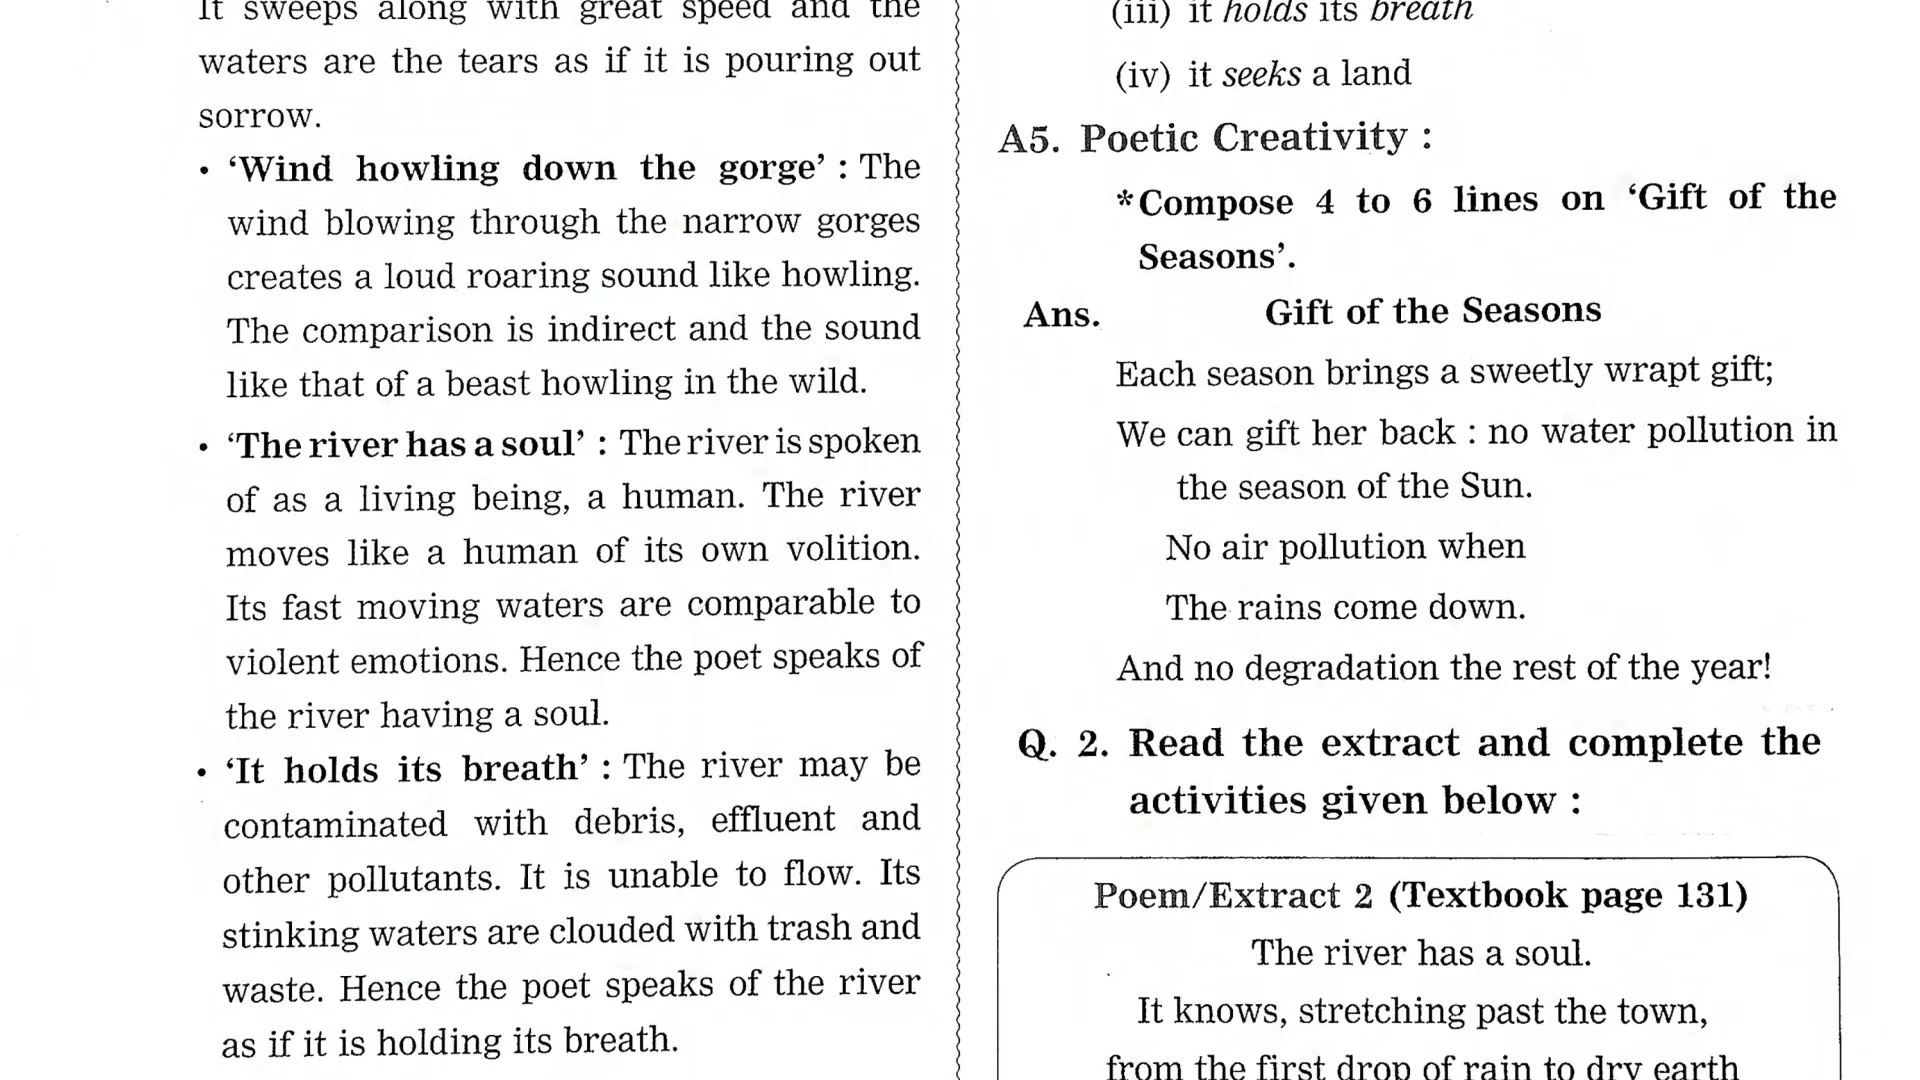 It sweeps along with great speed and the
waters are the tears as if it is pouring out
sorrow.
• ‘Wind howling down the gorge’ : The
wind blowing through the narrow gorges
creates a loud roaring sound like howling.
The comparison is indirect and the sound
like that of a beast howling in the wild.
• ‘The river has a soul’ : The river is spoken
of as a living being, a human. The river
moves like a human of its own volition.
Its fast moving waters are comparable to
violent emotions. Hence the poet speaks of
the river having a soul.
• ‘It holds its breath’ : The river may be
contaminated with debris, effluent and
other pollutants. It is unable to flow. Its
stinking waters are clouded with trash and
waste. Hence the poet speaks of the river
as if it is holding its breath.
(iii) it holds its breath
(iv) it seeks a land
A5. Poetic Creativity :
*Compose 4 to 6 lines on ‘Gift of the
Seasons’.
Ans. Gift of the Seasons
Each season brings a sweetly wrapt gift;
We can gift her back : no water pollution in
the season of the Sun.
No air pollution when
The rains come down.
And no degradation the rest of the year!
Q. 2. Read the extract and complete the
activities given below :
Poem/Extract 2 (Textbook page 131)
The river has a soul.
It knows, stretching past the town,
from the first drop of rain to dry earth